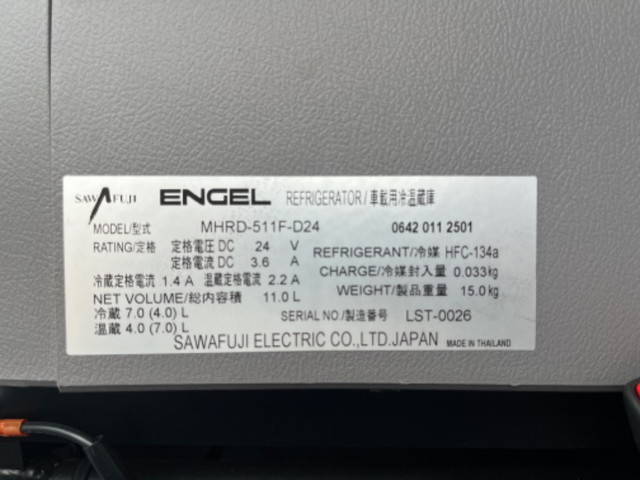 SAWAFUJI ENGEL REFRIGERATOR/車載用冷温蔵庫
MODEL/型式 MHRD-511F-D24 0642 011 2501
RATING/定格 定格電圧 DC 24 V
定格電流 DC 3.6 A
REFRIGERANT/冷媒 HFC-134a
冷蔵定格電流 1.4 A 温蔵定格電流 2.2 A
CHARGE/冷媒封入量 0.033kg
NET VOLUME/総内容積 11.0 L
WEIGHT/製品重量 15.0kg
冷蔵 7.0 (4.0) L
SERIAL NO/製造番号 LST-0026
温蔵 4.0 (7.0) L
SAWAFUJI ELECTRIC CO.,LTD.JAPAN MADE IN THAILAND